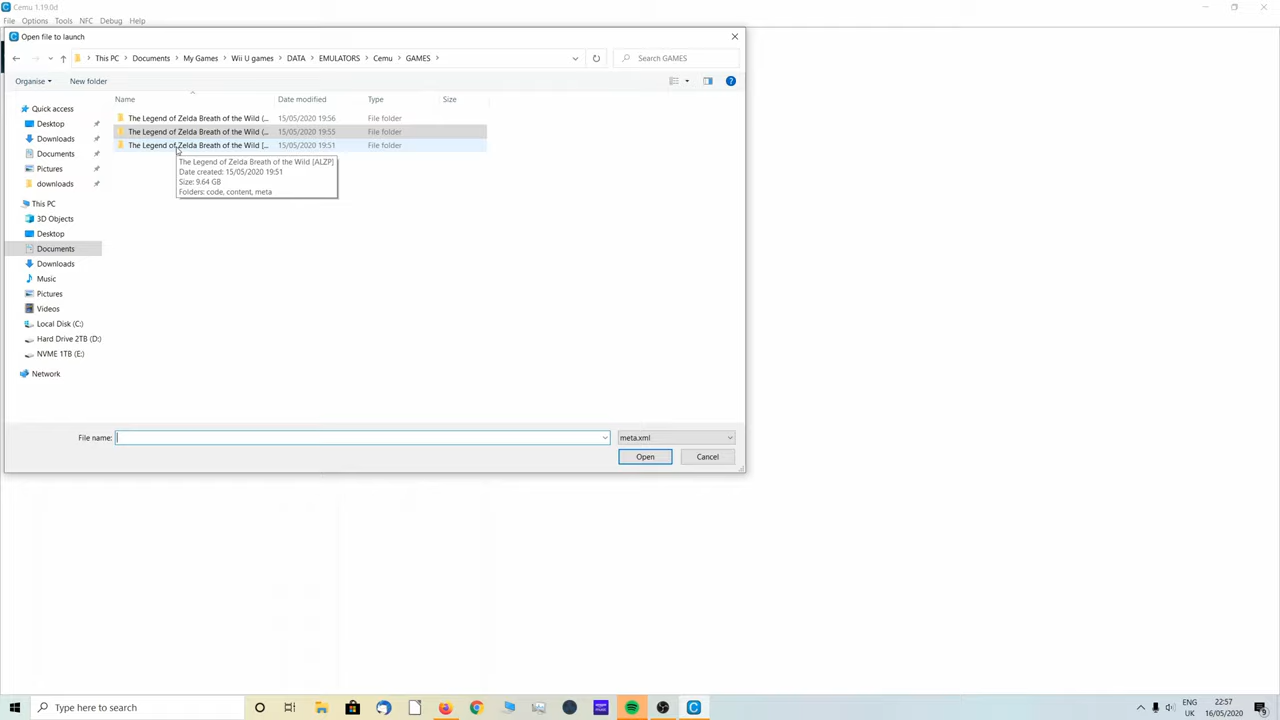 Cemu 1.19.0d
File Options Tools NFC Debug Help
Open file to launch
This PC Documents My Games Wii U games DATA EMULATORS Cemu GAMES
Search GAMES
Organise New folder
Name Date modified Type Size
Quick access
Desktop
Downloads
Documents
Pictures
downloads
This PC
3D Objects
Desktop
Documents
Downloads
Music
Pictures
Videos
Local Disk (C:)
Hard Drive 2TB (D:)
NVME 1TB (E:)
Network
The Legend of Zelda Breath of the Wild (... 15/05/2020 19:56 File folder
The Legend of Zelda Breath of the Wild (... 15/05/2020 19:55 File folder
The Legend of Zelda Breath of the Wild [... 15/05/2020 19:51 File folder
The Legend of Zelda Breath of the Wild [ALZP]
Date created: 15/05/2020 19:51
Size: 9.64 GB
Folders: code, content, meta
File name:
meta.xml
Open Cancel
Type here to search
ENG
UK
22:57
16/05/2020
9